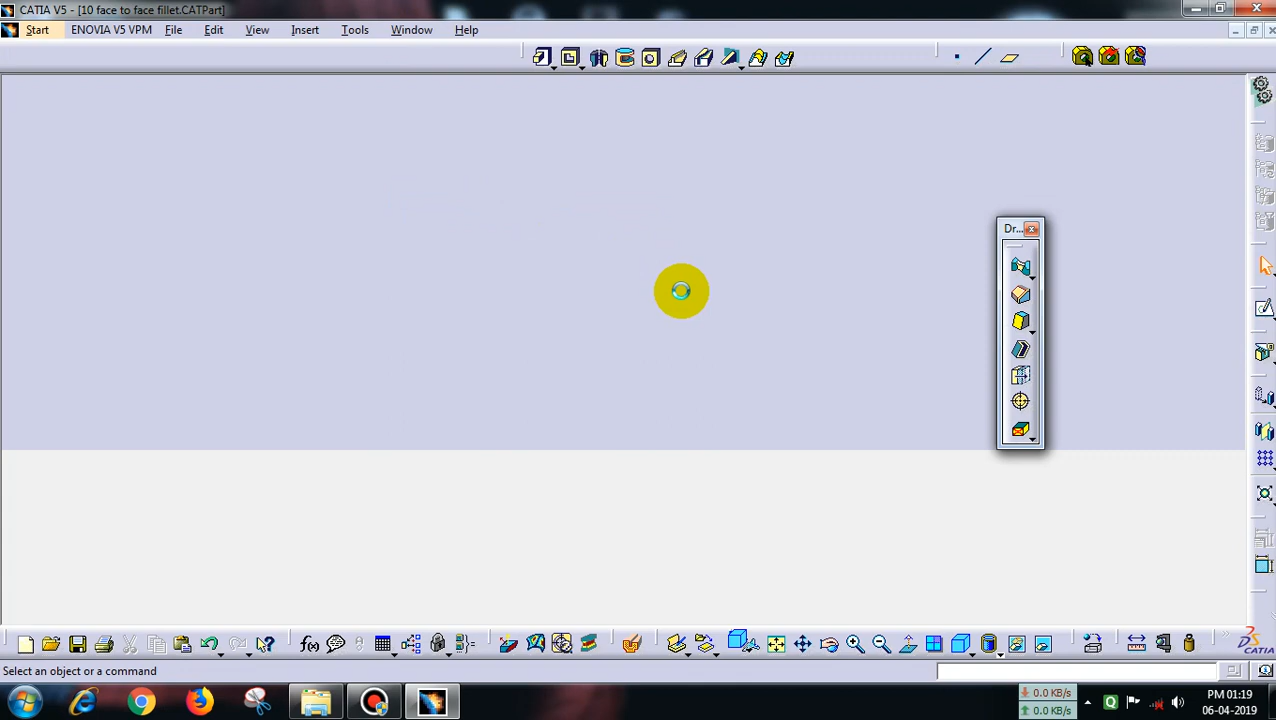 CATIA V5 - [10 face to face fillet.CATPart]
Start ENOVIA V5 VPM File Edit View Insert Tools Window Help
Dr...
f(x)
CATIA
Select an object or a command
0.0 KB/s
0.0 KB/s
PM 01:19
06-04-2019